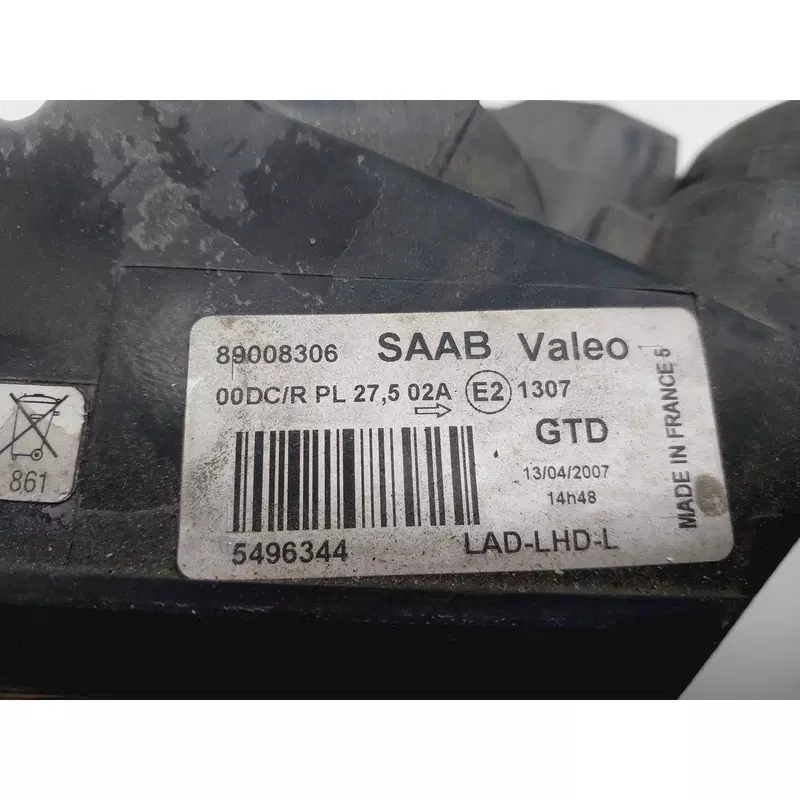 89008306 SAAB Valeo
00DC/R PL 27,5 02A E2 1307
GTD
13/04/2007
14h48
5496344 LAD-LHD-L
MADE IN FRANCE 5
861